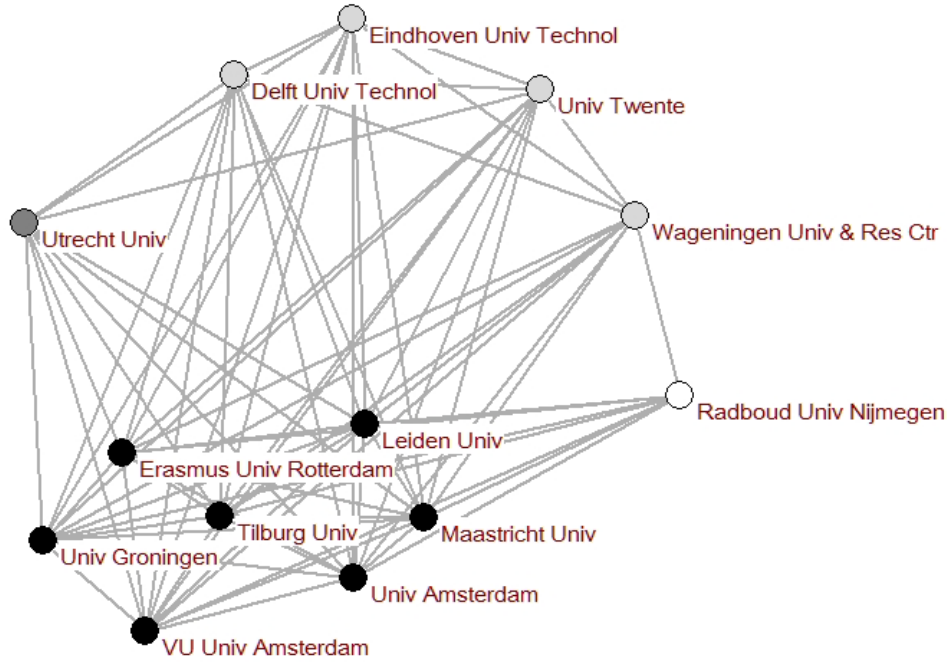 Eindhoven Univ Technol
Delft Univ Technol
Univ Twente
Utrecht Univ
Wageningen Univ & Res Ctr
Radboud Univ Nijmegen
Leiden Univ
Erasmus Univ Rotterdam
Tilburg Univ
Maastricht Univ
Univ Groningen
Univ Amsterdam
VU Univ Amsterdam